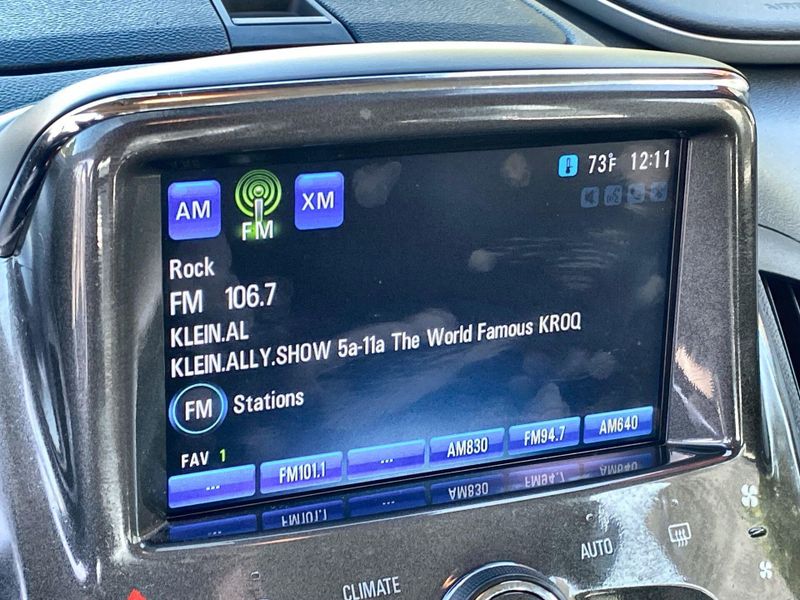 AM
FM
XM
73°F 12:11
Rock
FM 106.7
KLEIN.AL
KLEIN.ALLY.SHOW 5a-11a The World Famous KROQ
FM Stations
FAV 1
... FM101.1 ... AM830 FM94.7 AM640
CLIMATE
AUTO